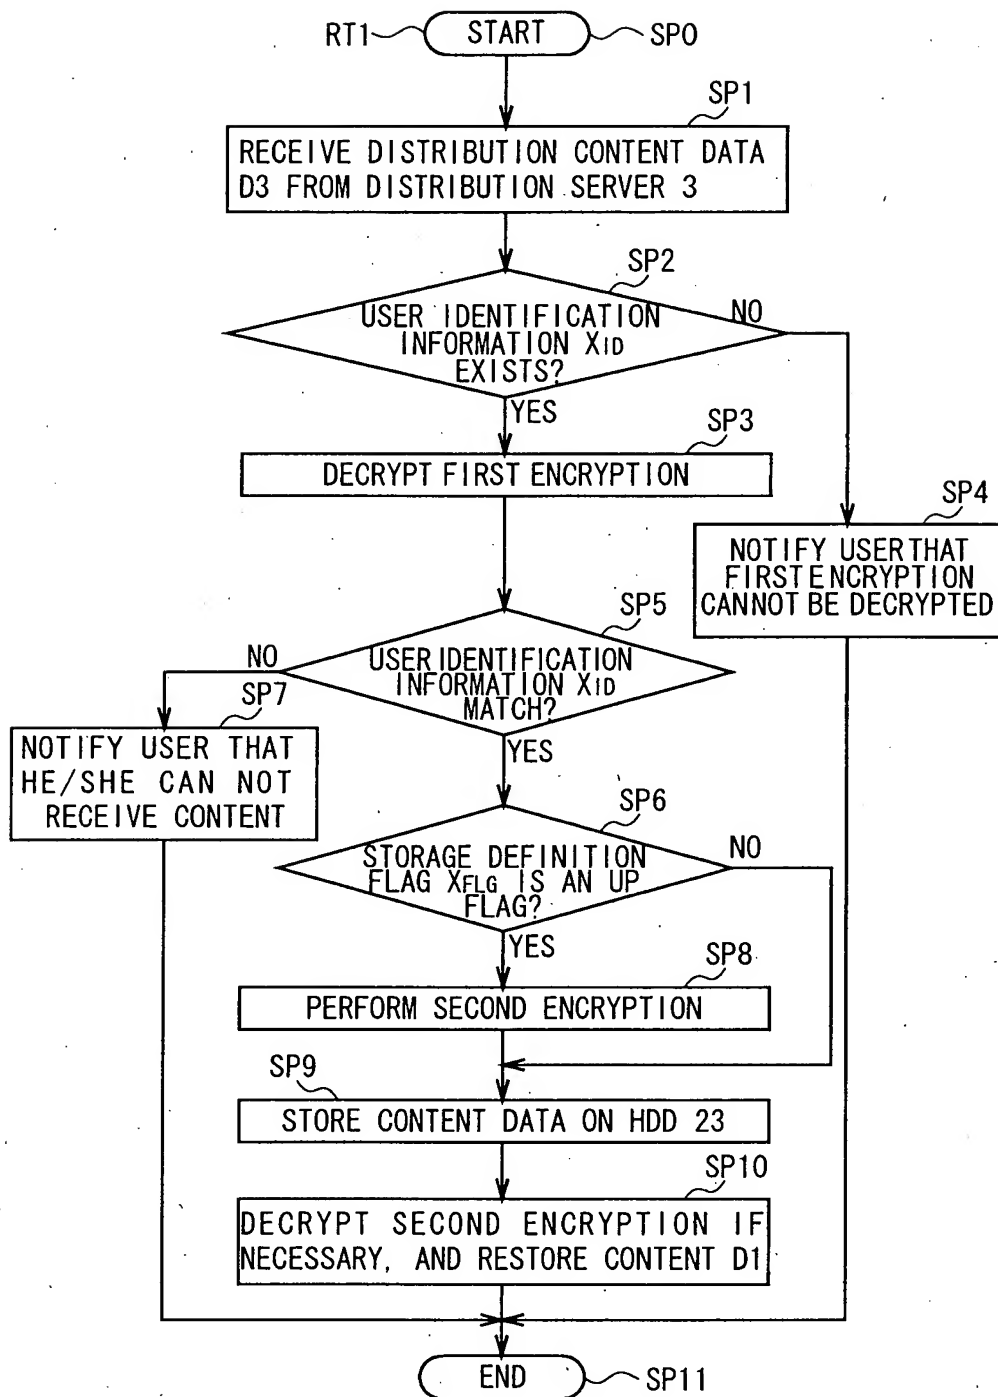 RT1 START SP0
SP1
RECEIVE DISTRIBUTION CONTENT DATA
D3 FROM DISTRIBUTION SERVER 3
SP2
USER IDENTIFICATION
INFORMATION XID
EXISTS?
NO
YES
SP3
DECRYPT FIRST ENCRYPTION
SP4
NOTIFY USER THAT
FIRST ENCRYPTION
CANNOT BE DECRYPTED
SP5
USER IDENTIFICATION
INFORMATION XID
MATCH?
NO
YES
SP7
NOTIFY USER THAT
HE/SHE CAN NOT
RECEIVE CONTENT
SP6
STORAGE DEFINITION
FLAG XFLG IS AN UP
FLAG?
NO
YES
SP8
PERFORM SECOND ENCRYPTION
SP9
STORE CONTENT DATA ON HDD 23
SP10
DECRYPT SECOND ENCRYPTION IF
NECESSARY, AND RESTORE CONTENT D1
END SP11